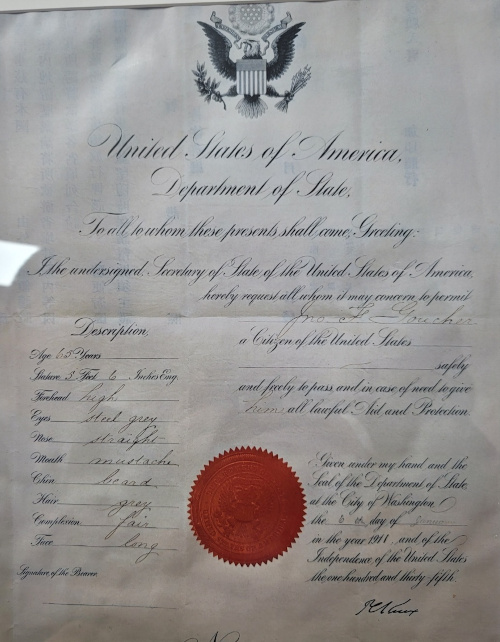 United States of America,
Department of State,
To all to whom these presents shall come, Greeting:
I, the undersigned, Secretary of State of the United States of America,
hereby request all whom it may concern to permit
Jno F. Goucher
a Citizen of the United States
safely
and freely to pass and in case of need to give
him all lawful Aid and Protection
Description,
Age 65 Years
Stature 5 Feet 6 Inches Eng.
Forehead high
Eyes steel grey
Nose straight
Mouth mustache
Chin beard
Hair grey
Complexion fair
Face long
Signature of the Bearer
Given under my hand and the
Seal of the Department of State,
at the City of Washington,
the 6th day of
in the year 1911, and of the
Independence of the United States
the one hundred and thirty-fifth.
P C Knox